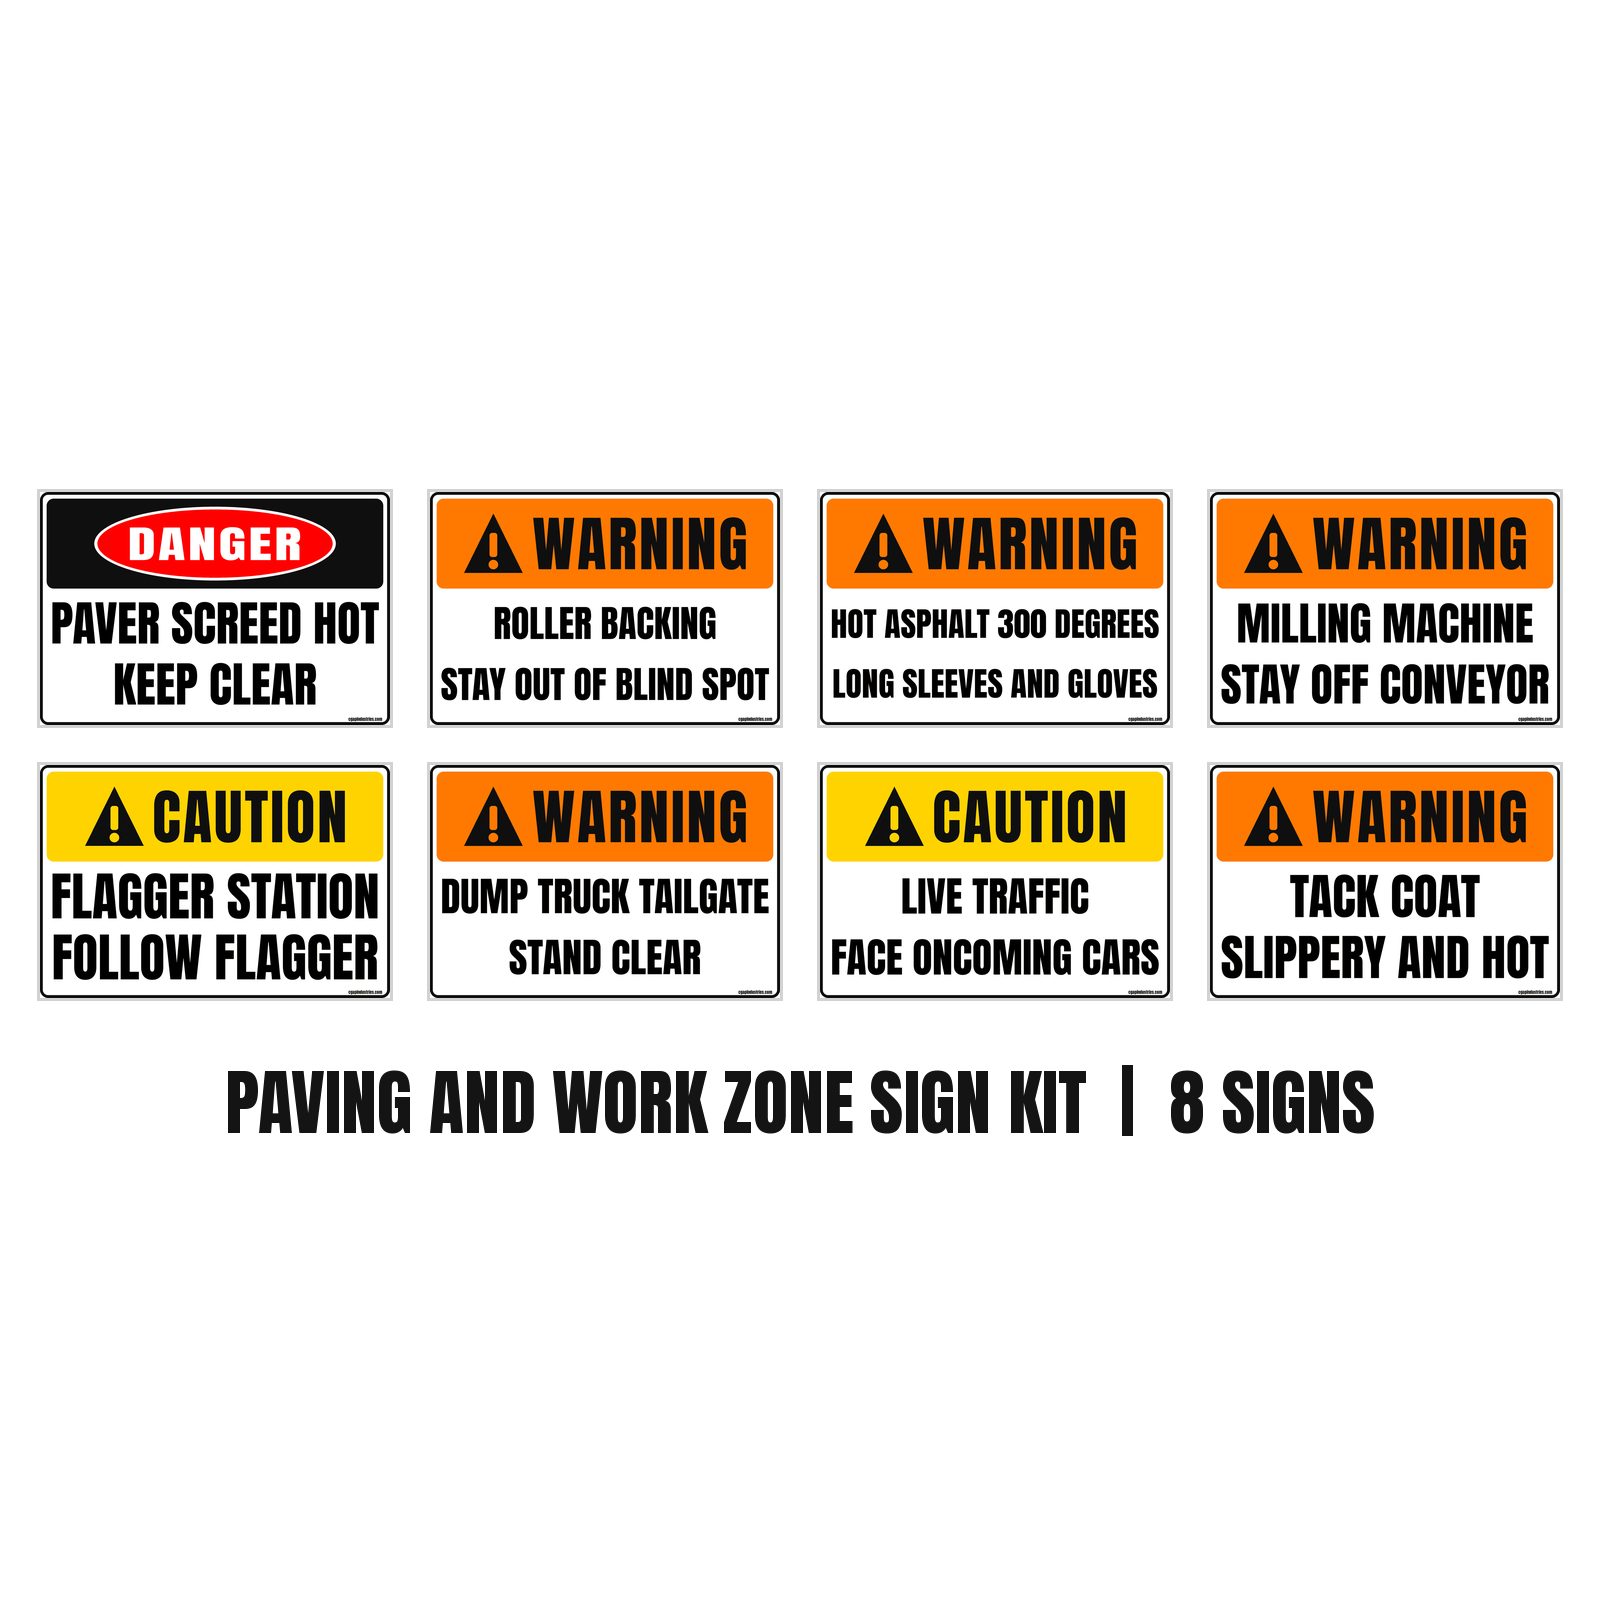 DANGER
PAVER SCREED HOT
KEEP CLEAR
WARNING
ROLLER BACKING
STAY OUT OF BLIND SPOT
WARNING
HOT ASPHALT 300 DEGREES
LONG SLEEVES AND GLOVES
WARNING
MILLING MACHINE
STAY OFF CONVEYOR
CAUTION
FLAGGER STATION
FOLLOW FLAGGER
WARNING
DUMP TRUCK TAILGATE
STAND CLEAR
CAUTION
LIVE TRAFFIC
FACE ONCOMING CARS
WARNING
TACK COAT
SLIPPERY AND HOT
PAVING AND WORK ZONE SIGN KIT | 8 SIGNS